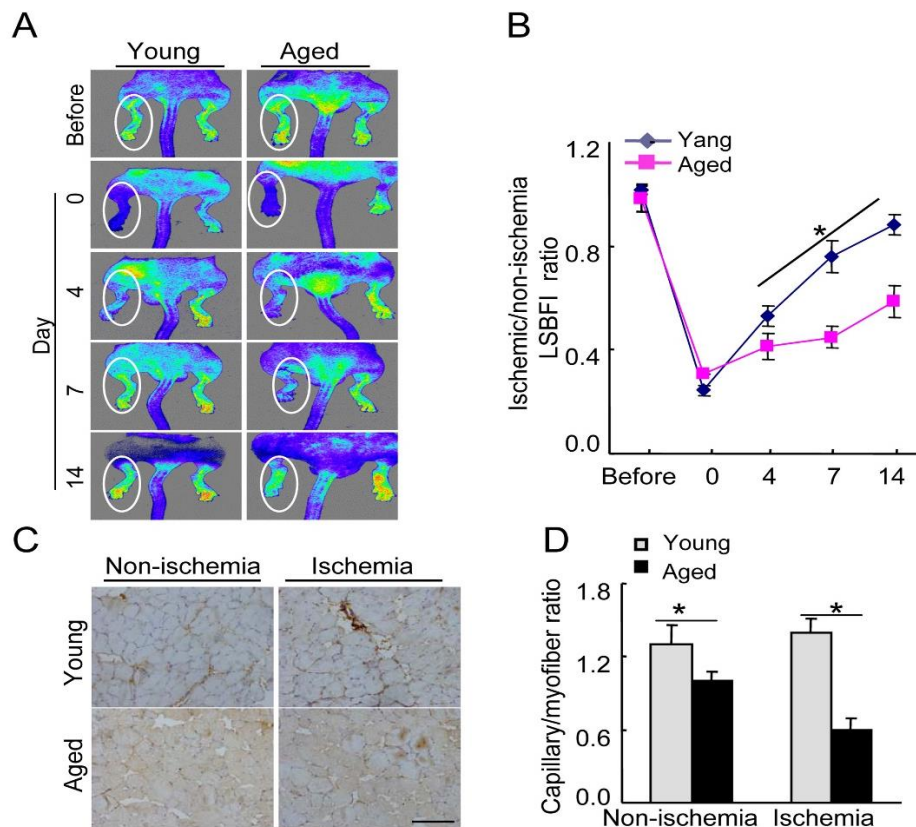 A
Young Aged
Before
0
4
7
14
Day
B
Yang
Aged
Ischemic/non-ischemia
LSBFI ratio
1.2
0.8
0.4
0.0
*
Before 0 4 7 14
C
Non-ischemia Ischemia
Young
Aged
D
Young
Aged
Capillary/myofiber ratio
1.8
1.2
0.6
0.0
* *
Non-ischemia Ischemia